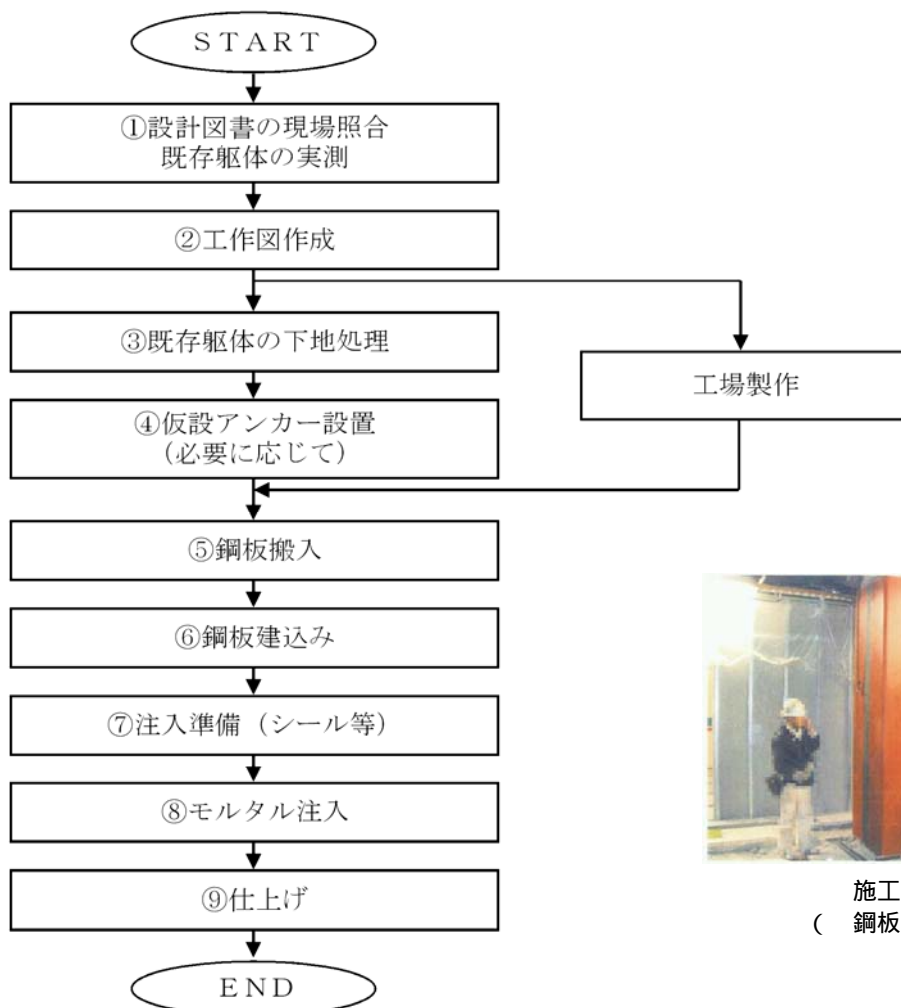 ＳＴＡＲＴ
①設計図書の現場照合
既存躯体の実測
②工作図作成
③既存躯体の下地処理
工場製作
④仮設アンカー設置
（必要に応じて）
⑤鋼板搬入
⑥鋼板建込み
⑦注入準備（シール等）
⑧モルタル注入
⑨仕上げ
施工
(　鋼板
ＥＮＤ